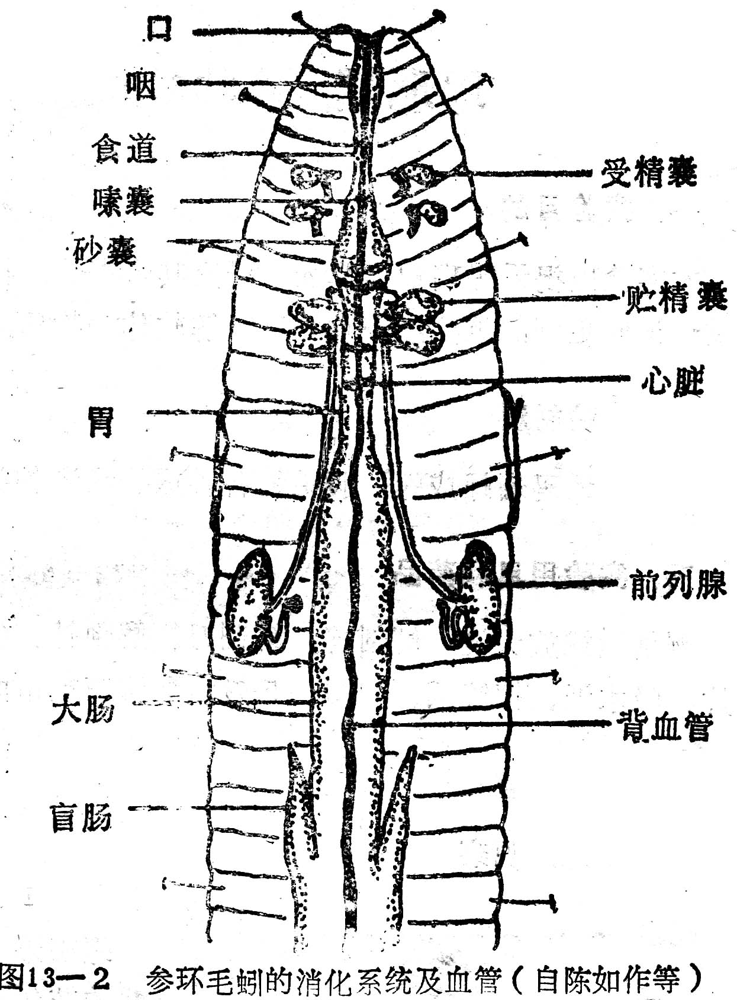 口
咽
食道
嗉囊
砂囊
胃
大肠
盲肠
受精囊
贮精囊
心脏
前列腺
背血管
图13—2 参环毛蚓的消化系统及血管(自陈如作等)